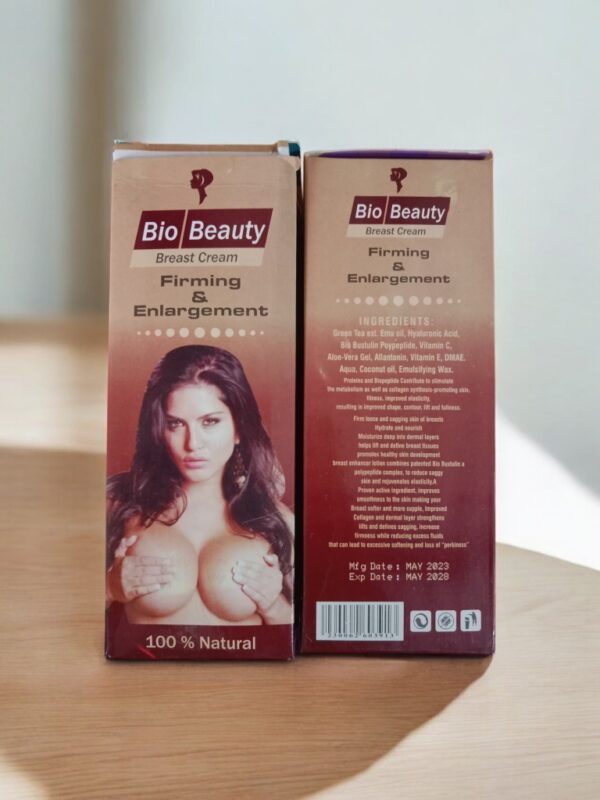 Bio Beauty
Breast Cream
Firming
&
Enlargement
100 % Natural
Bio Beauty
Breast Cream
Firming
&
Enlargement
INGREDIENTS:
Green Tea ext. Emu oil, Hyaluronic Acid,
Bio Bustulin Poypeptide, Vitamin C,
Aloe-Vera Gel, Allantonin, Vitamin E, DMAE.
Aqua, Coconut oil, Emulsifying Wax.
Proteins and Biopeptide Contribute to stimulate
the metabolism as well as collagen synthesis-promoting skin,
fitness, improved elasticity,
resulting in improved shape, contour, lift and fullness.
Firm loose and sagging skin of breasts
Hydrate and nourish
Moisturize deep into dermal layers
helps lift and define breast tissues
promotes healthy skin development
breast enhancer lotion combines patented Bio Bustulin a
polypeptide complex, to reduce saggy
skin and rejuvenates elasticity.A
Proven active ingredient, improves
smoothness to the skin making your
Breast softer and more supple, Improved
Collagen and dermal layer strengthens
lifts and defines sagging, increase
firmness while reducing excess fluids
that can lead to excessive softening and loss of "perkiness"
Mfg Date: MAY 2023
Exp Date: MAY 2028